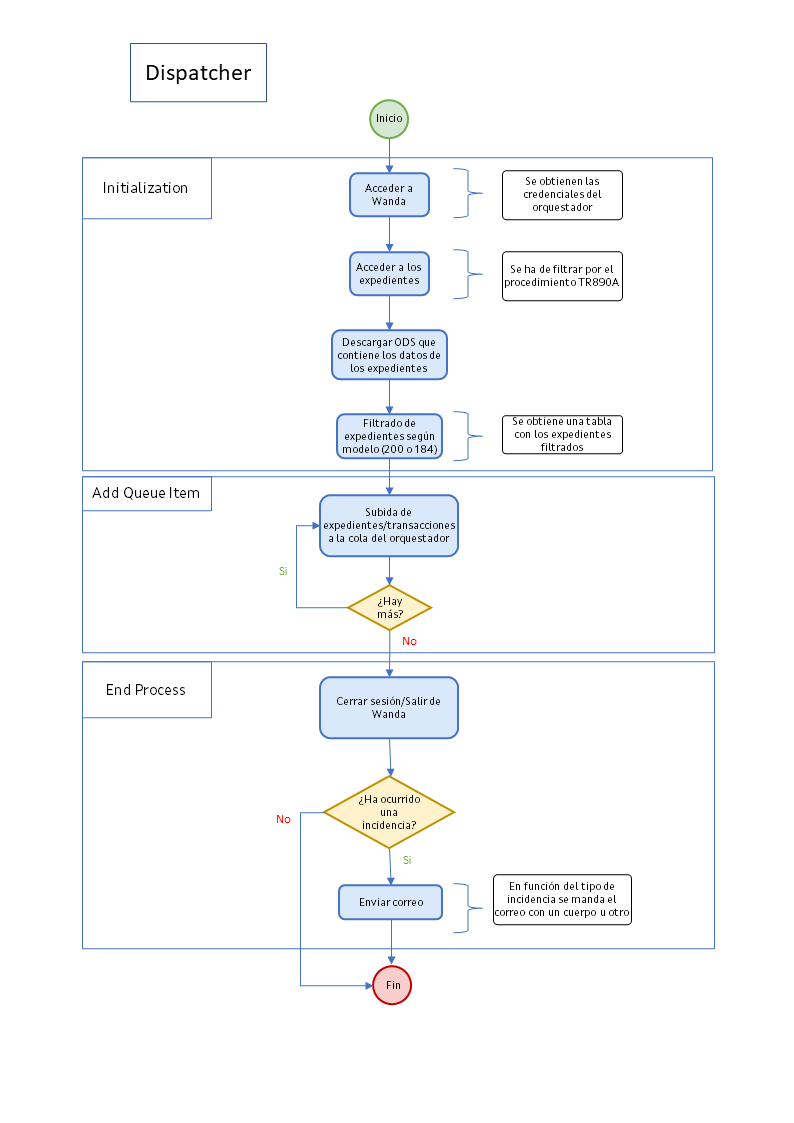 Dispatcher
Inicio
Initialization
Acceder a
Wanda
Se obtienen las
credenciales del
orquestador
Acceder a los
expedientes
Se ha de filtrar por el
procedimiento TR890A
Descargar ODS que
contiene los datos de
los expedientes
Filtrado de
expedientes según
modelo (200 o 184)
Se obtiene una tabla
con los expedientes
filtrados
Add Queue Item
Subida de
expedientes/transacciones
a la cola del orquestador
Si
¿Hay
más?
No
End Process
Cerrar sesión/Salir de
Wanda
¿Ha ocurrido
una
incidencia?
No
Si
Enviar correo
En función del tipo de
incidencia se manda el
correo con un cuerpo u otro
Fin